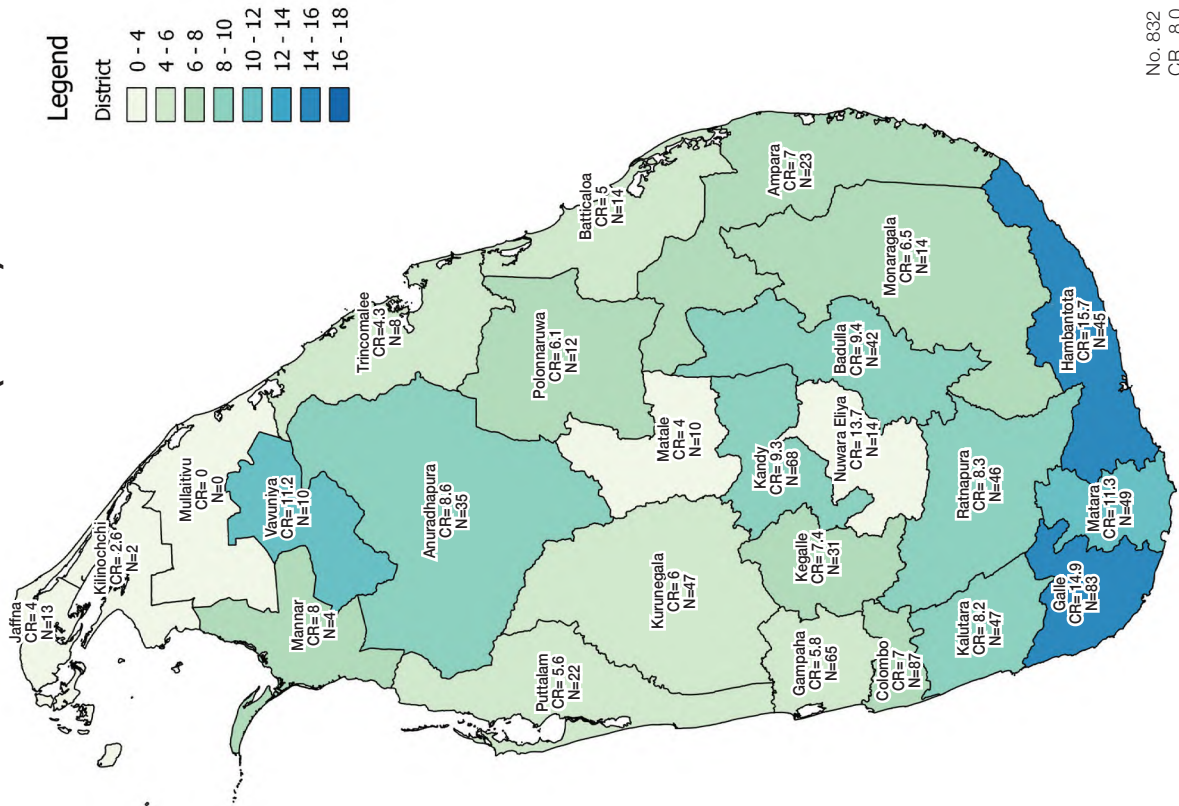 Legend
District
0 - 4
4 - 6
6 - 8
8 - 10
10 - 12
12 - 14
14 - 16
16 - 18
Jaffna
CR= 4
N=13
Kilinochchi
CR= 2.6
N=2
Mullaitivu
CR= 0
N=0
Vavuniya
CR=11.2
N=10
Mannar
CR= 8
N=4
Anuradhapura
CR= 8.6
N=35
Trincomalee
CR=4.3
N=8
Polonnaruwa
CR= 6.1
N=12
Batticaloa
CR= 5
N=14
Puttalam
CR= 5.6
N=22
Kurunegala
CR= 6
N=47
Matale
CR= 4
N=10
Kandy
CR= 9.3
N=68
Kegalle
CR= 7.4
N=31
Gampaha
CR= 5.8
N=65
Colombo
CR=7
N=87
Nuwara Eliya
CR= 13.7
N=14
Badulla
CR= 9.4
N=42
Ampara
CR= 7
N=23
Monaragala
CR= 6.5
N=14
Kalutara
CR= 8.2
N=47
Ratnapura
CR= 8.3
N=46
Galle
CR=14.9
N=83
Matara
CR= 11.3
N=49
Hambantota
CR= 15.7
N=45
No. 832
CR 8.0